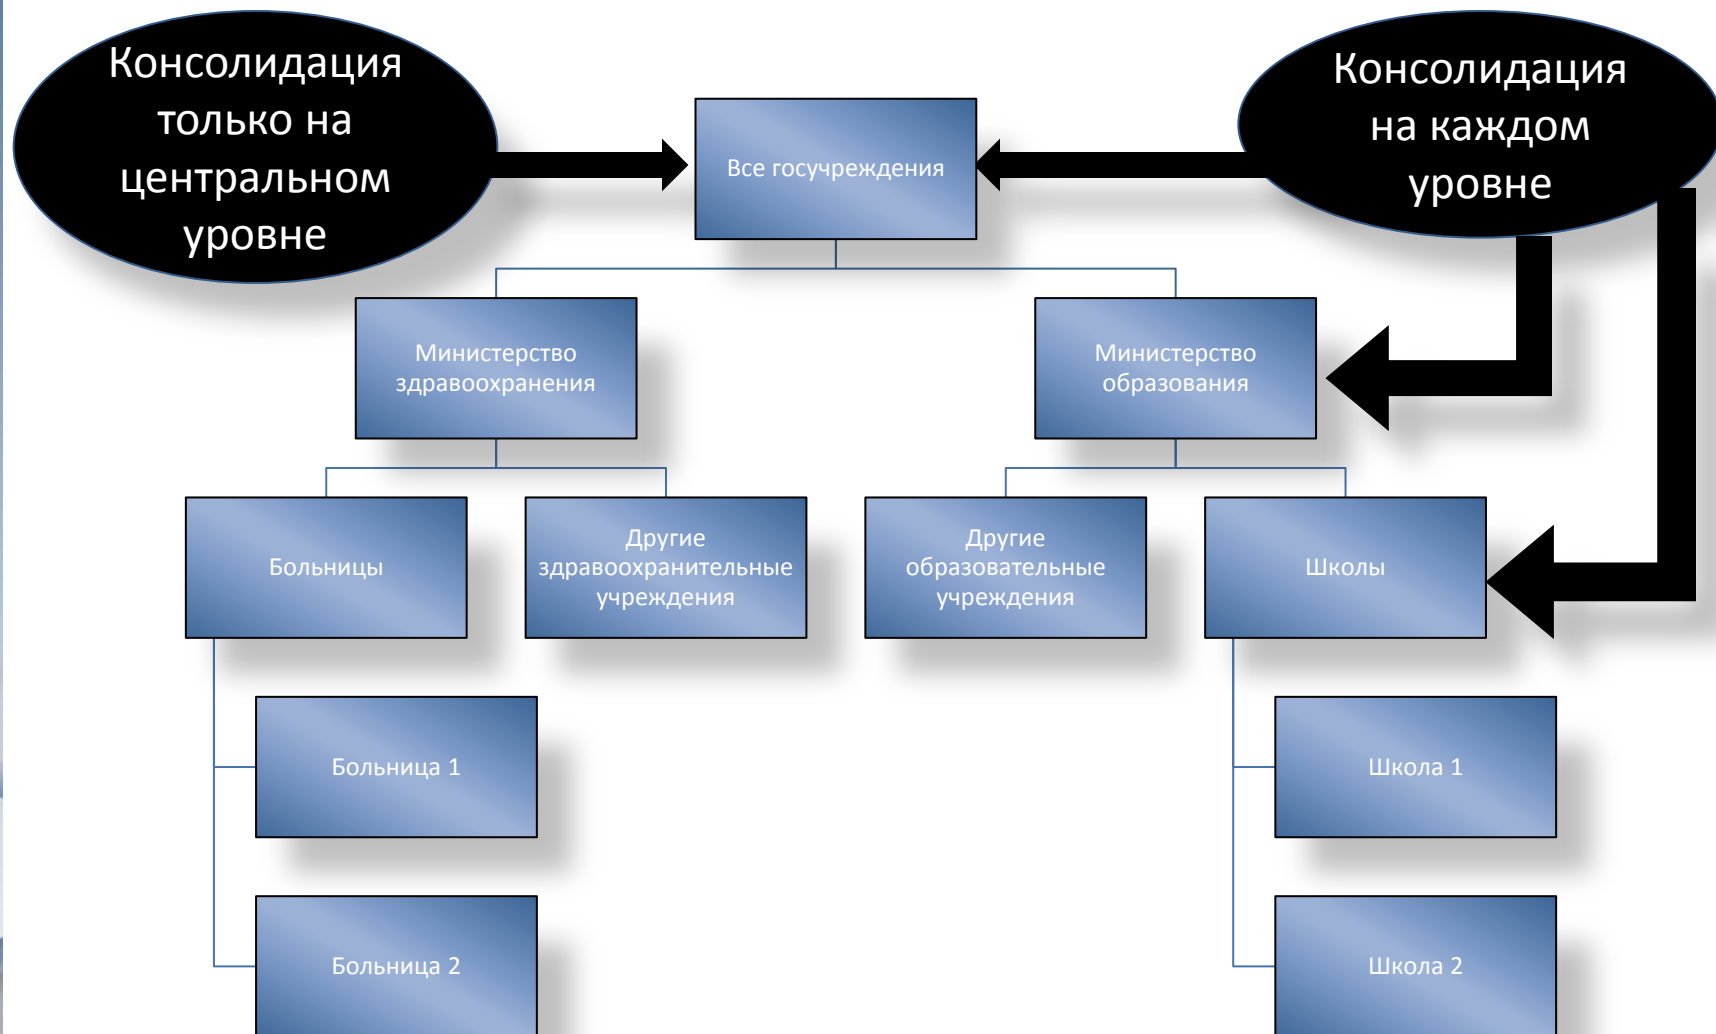 Консолидация
только на
центральном
уровне
Консолидация
на каждом
уровне
Все госучреждения
Министерство
здравоохранения
Министерство
образования
Больницы
Другие
здравоохранительные
учреждения
Другие
образовательные
учреждения
Школы
Больница 1
Школа 1
Больница 2
Школа 2